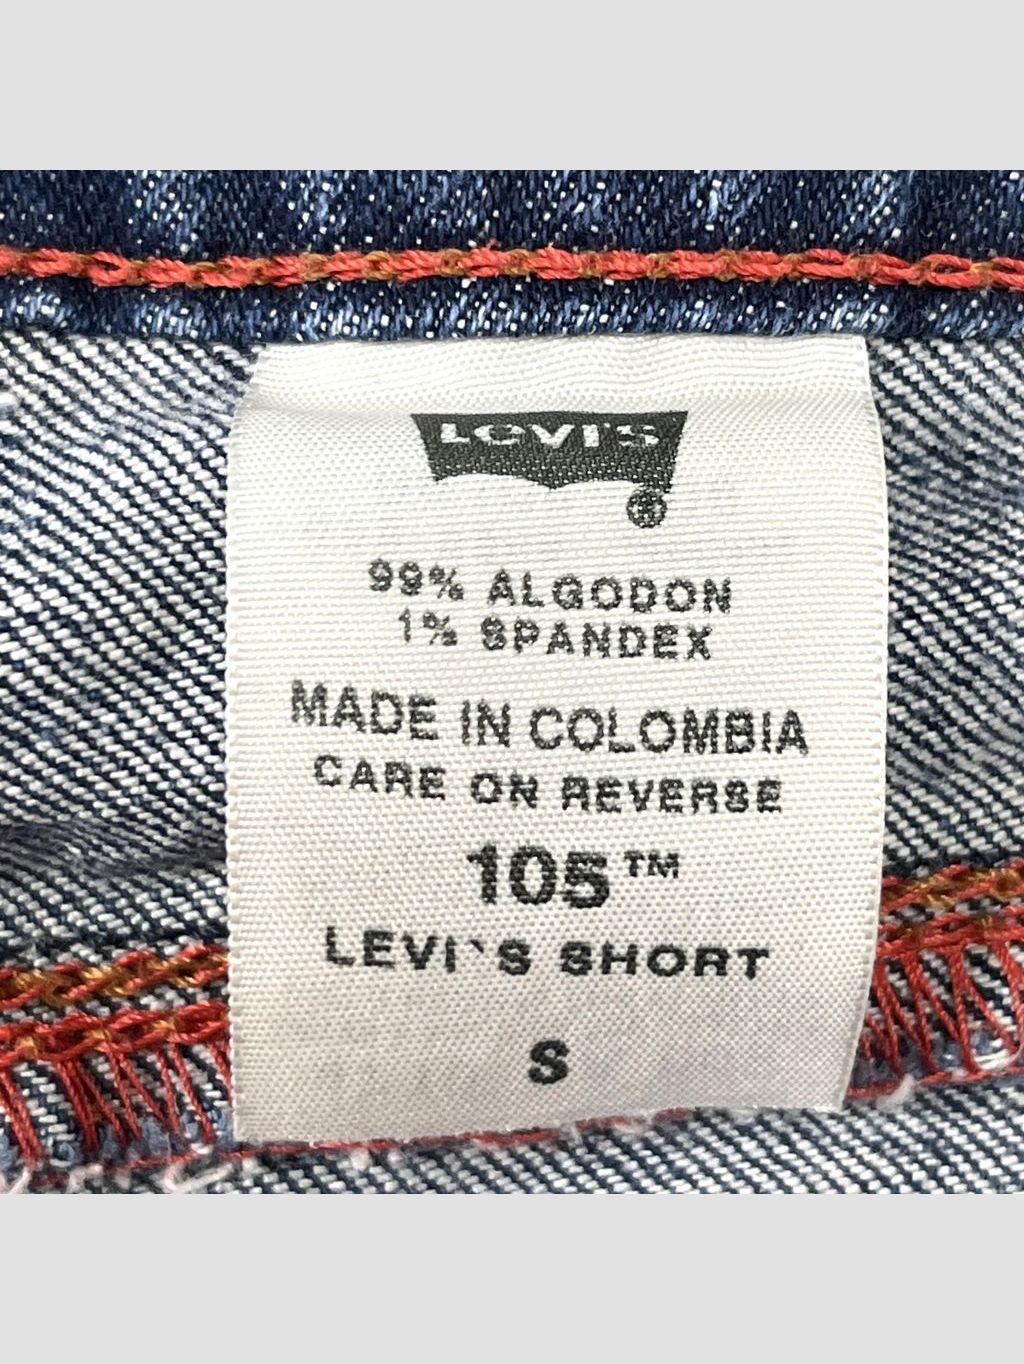 LEVI'S
®
99% ALGODON
1% SPANDEX
MADE IN COLOMBIA
CARE ON REVERSE
105™
LEVI`S SHORT
S